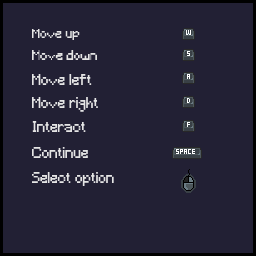 Move up W
Move down S
Move left A
Move right D
Interact F
Continue SPACE
Select option